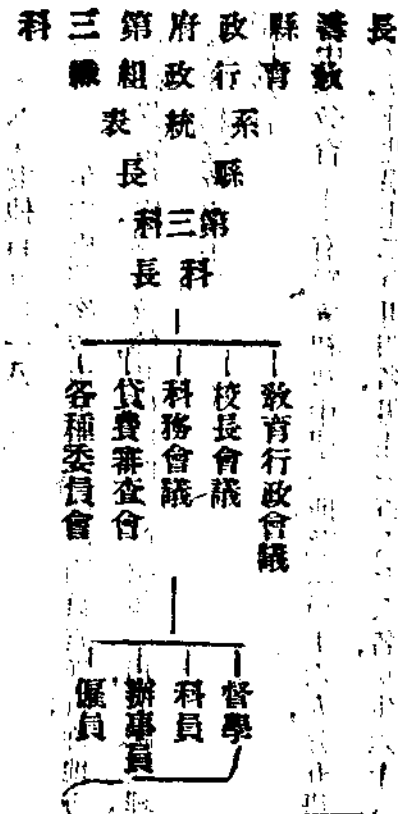 長善縣政府第三科
教育行政組織
系統表
縣長
第三科
科長
教育行政會議
校長會議
科務會議
貸費審查會
各種委員會
督學
科員
辦事員
僱員